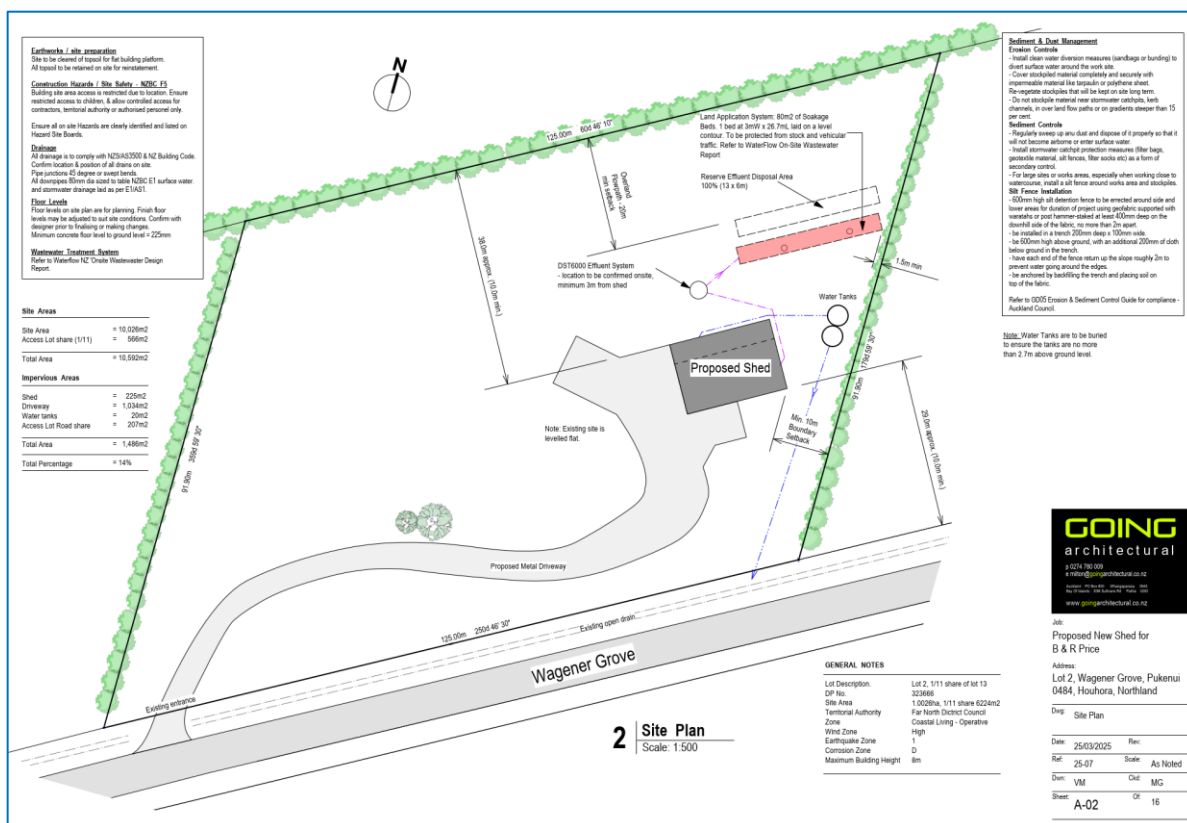 Earthworks / site preparation
Site to be cleared of topsoil for flat building platform.
All topsoil to be retained on site for reinstatement.
Construction Hazards / Site Safety - NZBC F5
Building site area access is restricted due to location. Ensure
restricted access to children, & allow controlled access for
contractors, territorial authority or authorised personel only.
Ensure all on site Hazards are clearly identified and listed on
Hazard Site Boards.
Drainage
All drainage is to comply with NZS/AS3500 & NZ Building Code.
Confirm location & position of all drains on site.
Pipe junctions 45 degree or swept bends.
All downpipes 80mm dia sized to table NZBC E1 surface water
and stormwater drainage laid as per E1/AS1.
Floor Levels
Floor levels on site plan are for planning. Finish floor
levels may be adjusted to suit site conditions. Confirm with
designer prior to finalising or making changes.
Minimum concrete floor level to ground level = 225mm
Wastewater Treatment System
Refer to Waterflow NZ 'Onsite Wastewater Design
Report.
Site Areas
Site Area = 10,026m2
Access Lot share (1/11) = 566m2
Total Area = 10,592m2
Impervious Areas
Shed = 225m2
Driveway = 1,034m2
Water tanks = 20m2
Access Lot Road share = 207m2
Total Area = 1,486m2
Total Percentage = 14%
N
125.00m 60d 46' 10"
Overland
Flowpath - 20m
min setback
38.0m approx. (10.0m min.)
Land Application System: 80m2 of Soakage
Beds. 1 bed at 3mW x 26.7mL laid on a level
contour. To be protected from stock and vehicular
traffic. Refer to WaterFlow On-Site Wastewater
Report
Reserve Effluent Disposal Area
100% (13 x 6m)
DST6000 Effluent System
- location to be confirmed onsite,
minimum 3m from shed
1.5m min
Water Tanks
Proposed Shed
91.90m 179d 59' 30"
Min. 10m
Boundary
Setback
29.0m approx. (10.0m min.)
Note: Existing site is
levelled flat.
91.90m 359d 59' 30"
Proposed Metal Driveway
125.00m 250d 46' 30"
Existing open drain
Existing entrance
Wagener Grove
2 Site Plan
Scale: 1:500
GENERAL NOTES
Lot Description. Lot 2, 1/11 share of lot 13
DP No. 323666
Site Area 1.0026ha, 1/11 share 6224m2
Territorial Authority Far North District Council
Zone Coastal Living - Operative
Wind Zone High
Earthquake Zone 1
Corrosion Zone D
Maximum Building Height 8m
Sediment & Dust Management
Erosion Controls
- Install clean water diversion measures (sandbags or bunding) to
divert surface water around the work site.
- Cover stockpiled material completely and securely with
impermeable material like tarpaulin or polythene sheet.
Re-vegetate stockpiles that will be kept on site long term.
- Do not stockpile material near stormwater catchpits, kerb
channels, in over land flow paths or on gradients steeper than 15
per cent.
Sediment Controls
- Regularly sweep up anu dust and dispose of it properly so that it
will not become airborne or enter surface water.
- Install stormwater catchpit protection measures (filter bags,
geotextile material, silt fences, filter socks etc) as a form of
secondary control.
- For large sites or works areas, especially when working close to
watercourse, install a silt fence around works area and stockpiles.
Silt Fence Installation
- 600mm high silt detention fence to be errected around side and
lower areas for duration of project using geofabric supported with
waratahs or post hammer-staked at least 400mm deep on the
downhill side of the fabric, no more than 2m apart.
- be installed in a trench 200mm deep x 100mm wide.
- be 600mm high above ground, with an additional 200mm of cloth
below ground in the trench.
- have each end of the fence return up the slope roughly 2m to
prevent water going around the edges.
- be anchored by backfilling the trench and placing soil on
top of the fabric.
Refer to GD05 Erosion & Sediment Control Guide for compliance -
Auckland Council.
Note: Water Tanks are to be buried
to ensure the tanks are no more
than 2.7m above ground level.
GOING
architectural
p 0274 780 009
e milton@goingarchitectural.co.nz
www.goingarchitectural.co.nz
Job:
Proposed New Shed for
B & R Price
Address:
Lot 2, Wagener Grove, Pukenui
0484, Houhora, Northland
Dwg: Site Plan
Date: 25/03/2025 Rev:
Ref: 25-07 Scale: As Noted
Dwn: VM Ckd: MG
Sheet: A-02 Of: 16